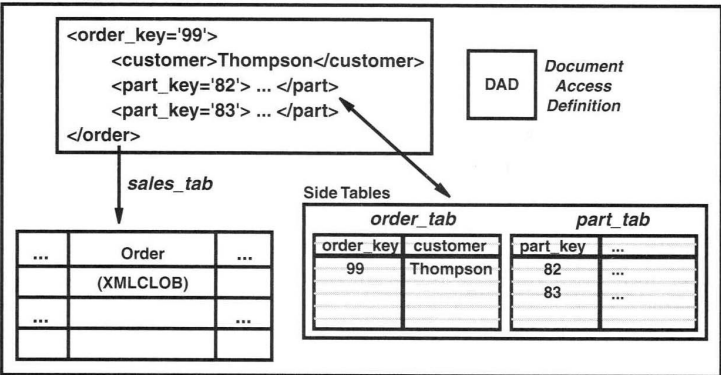 <order_key='99'>
<customer>Thompson</customer>
<part_key='82'> ... </part>
<part_key='83'> ... </part>
</order>
DAD
Document
Access
Definition
sales_tab
Side Tables
order_tab part_tab
order_key customer part_key ...
99 Thompson 82 ...
83 ...
... Order ...
(XMLCLOB)
... ...